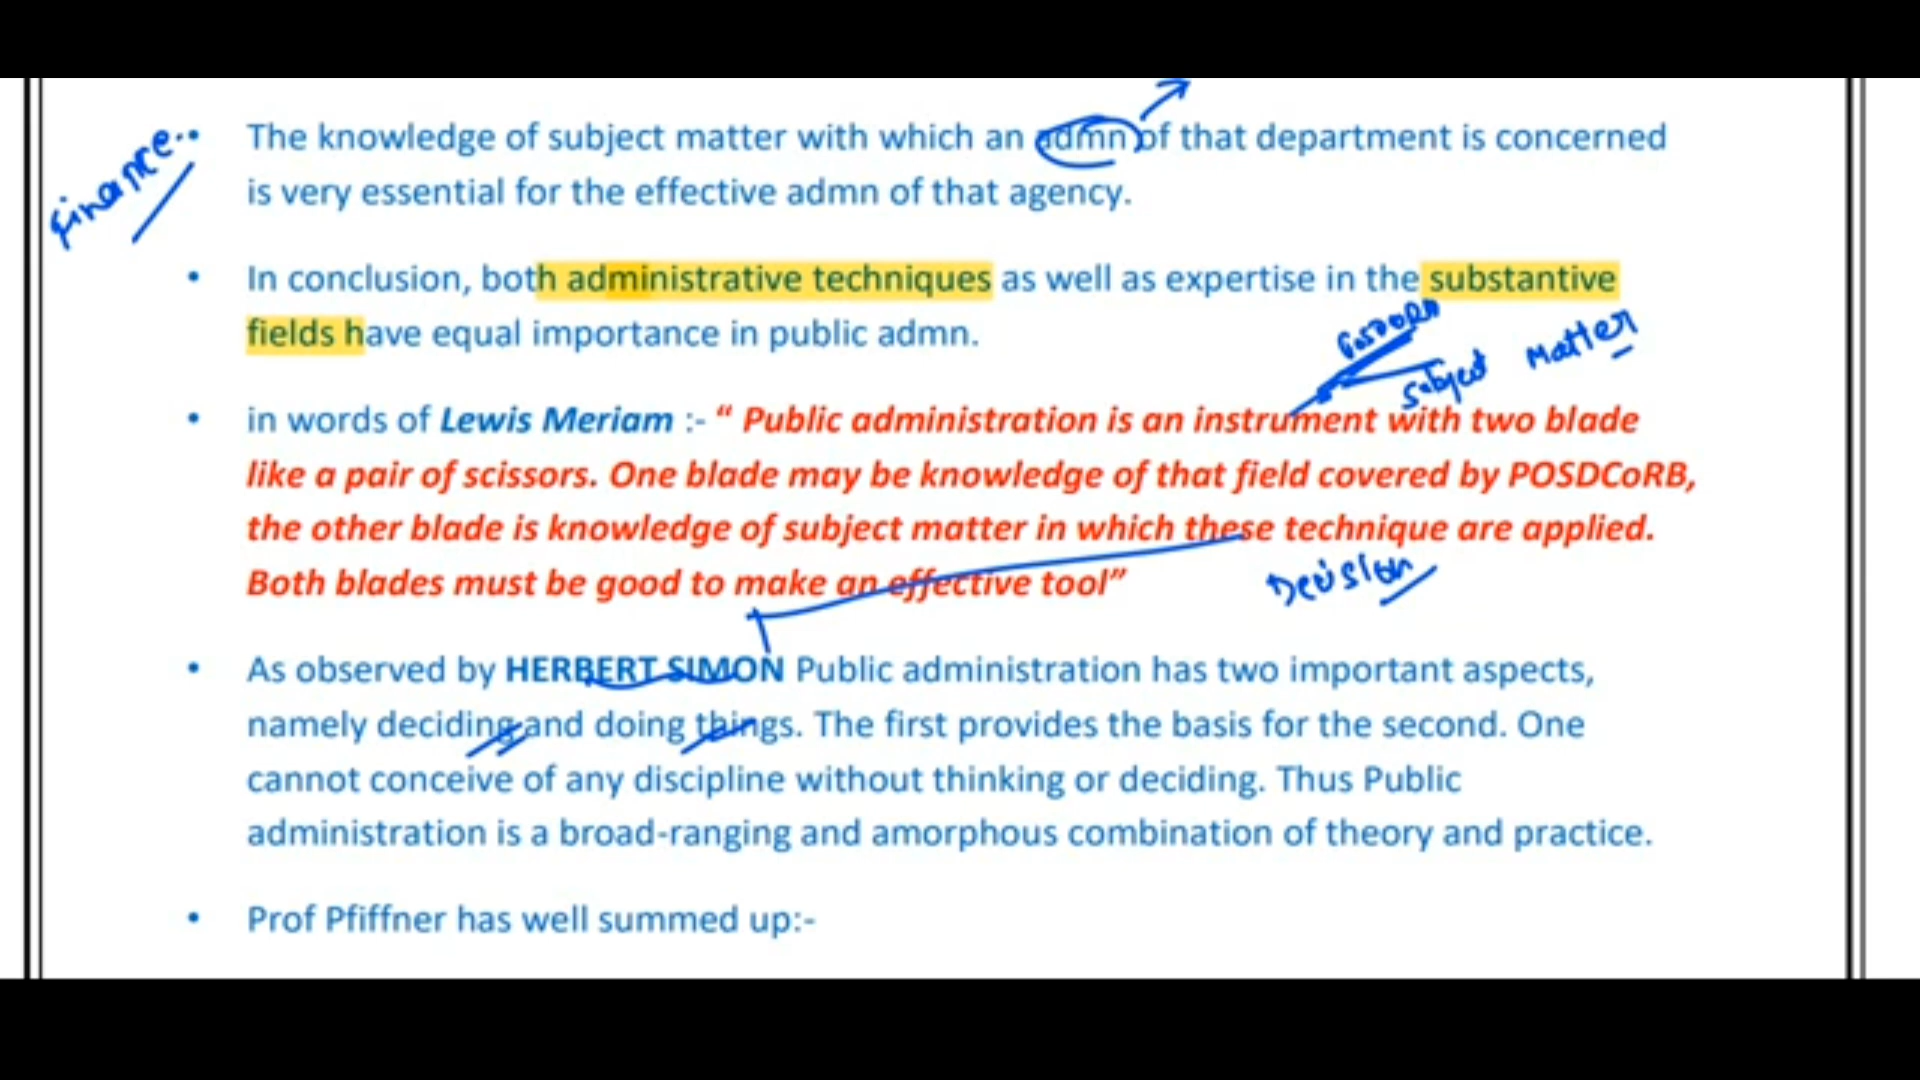 • The knowledge of subject matter with which an admn of that department is concerned
Finance..
is very essential for the effective admn of that agency.
• In conclusion, both administrative techniques as well as expertise in the substantive
fields have equal importance in public admn.
POSDCORB
Subject Matter
• in words of Lewis Meriam :- “ Public administration is an instrument with two blade
like a pair of scissors. One blade may be knowledge of that field covered by POSDCoRB,
the other blade is knowledge of subject matter in which these technique are applied.
Both blades must be good to make an effective tool”
Decision
• As observed by HERBERT SIMON Public administration has two important aspects,
namely deciding and doing things. The first provides the basis for the second. One
cannot conceive of any discipline without thinking or deciding. Thus Public
administration is a broad-ranging and amorphous combination of theory and practice.
• Prof Pfiffner has well summed up:-